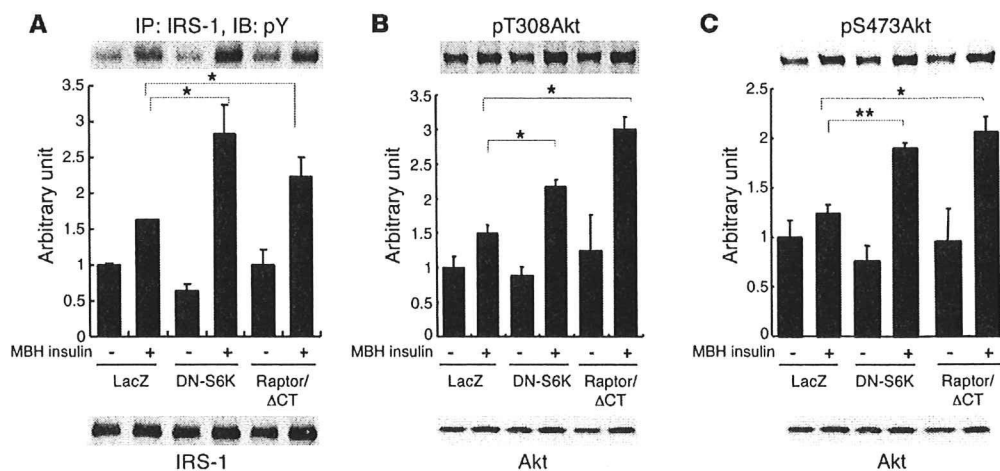 A
IP: IRS-1, IB: pY
Arbitrary unit
3.5
3
2.5
2
1.5
1
0.5
0
*
*
MBH insulin - + - + - +
LacZ DN-S6K Raptor/
ΔCT
IRS-1
B
pT308Akt
Arbitrary unit
3.5
3
2.5
2
1.5
1
0.5
0
*
*
- + - + - +
LacZ DN-S6K Raptor/
ΔCT
Akt
C
pS473Akt
Arbitrary unit
2.5
2
1.5
1
0.5
0
*
**
MBH insulin - + - + - +
LacZ DN-S6K Raptor/
ΔCT
Akt